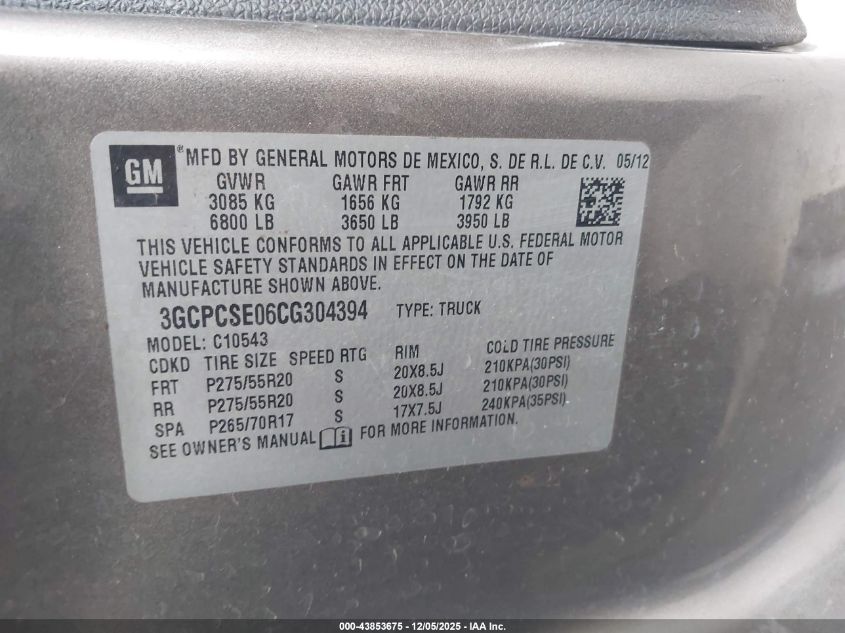 GM ® MFD BY GENERAL MOTORS DE MEXICO, S. DE R.L. DE C.V. 05/12
GVWR GAWR FRT GAWR RR
3085 KG 1656 KG 1792 KG
6800 LB 3650 LB 3950 LB
THIS VEHICLE CONFORMS TO ALL APPLICABLE U.S. FEDERAL MOTOR
VEHICLE SAFETY STANDARDS IN EFFECT ON THE DATE OF
MANUFACTURE SHOWN ABOVE.
3GCPCSE06CG304394 TYPE: TRUCK
MODEL: C10543
CDKD TIRE SIZE SPEED RTG RIM COLD TIRE PRESSURE
FRT P275/55R20 S 20X8.5J 210KPA(30PSI)
RR P275/55R20 S 20X8.5J 210KPA(30PSI)
SPA P265/70R17 S 17X7.5J 240KPA(35PSI)
SEE OWNER'S MANUAL i FOR MORE INFORMATION.
000-43853675 - 12/05/2025 - IAA Inc.